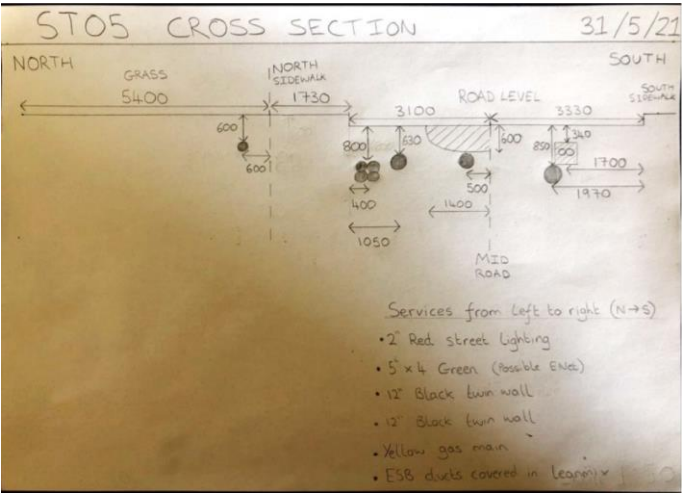 STO5 CROSS SECTION 31/5/21
NORTH SOUTH
GRASS NORTH SIDEWALK ROAD LEVEL SOUTH SIDEWALK
5400 1730 3100 3330
600 800 630 600 850 340
600 400 500 1700
1400 1970
1050
MID
ROAD
Services from left to right (N→S)
• 2" Red street lighting
• 5" x 4 Green (Possible ENet)
• 12" Black twin wall
• 12" Black twin wall
• Yellow gas main
• ESB ducts covered in